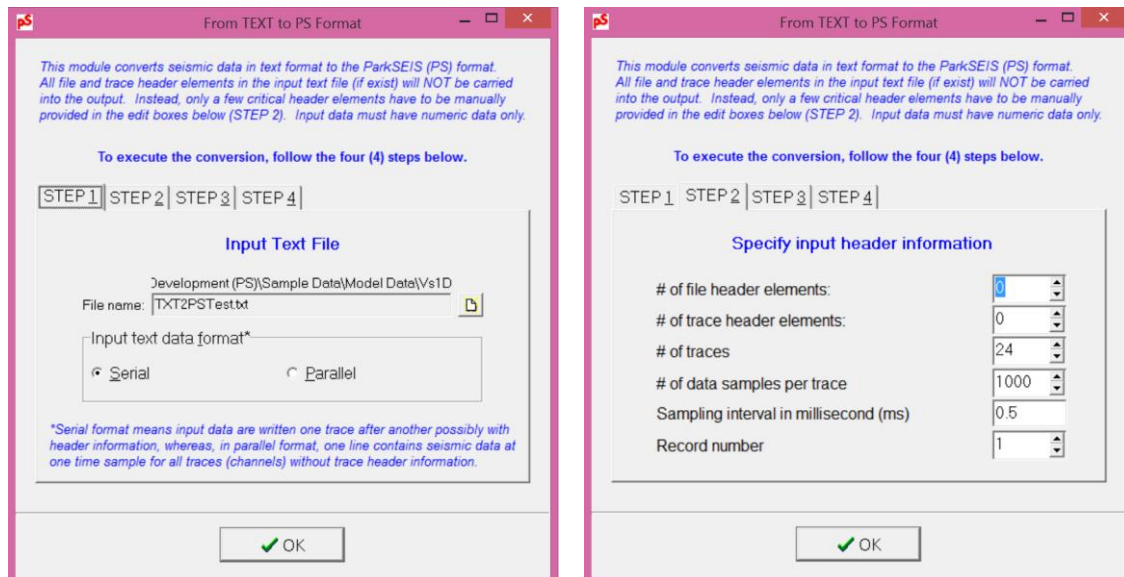 pS From TEXT to PS Format
This module converts seismic data in text format to the ParkSEIS (PS) format.
All file and trace header elements in the input text file (if exist) will NOT be carried
into the output. Instead, only a few critical header elements have to be manually
provided in the edit boxes below (STEP 2). Input data must have numeric data only.
To execute the conversion, follow the four (4) steps below.
STEP 1 STEP 2 STEP 3 STEP 4
Input Text File
Development (PS)\Sample Data\Model Data\Vs1D
File name: TXT2PSTest.txt
Input text data format*
Serial Parallel
*Serial format means input data are written one trace after another possibly with
header information, whereas, in parallel format, one line contains seismic data at
one time sample for all traces (channels) without trace header information.
OK
pS From TEXT to PS Format
This module converts seismic data in text format to the ParkSEIS (PS) format.
All file and trace header elements in the input text file (if exist) will NOT be carried
into the output. Instead, only a few critical header elements have to be manually
provided in the edit boxes below (STEP 2). Input data must have numeric data only.
To execute the conversion, follow the four (4) steps below.
STEP 1 STEP 2 STEP 3 STEP 4
Specify input header information
# of file header elements: 0
# of trace header elements: 0
# of traces 24
# of data samples per trace 1000
Sampling interval in millisecond (ms) 0.5
Record number 1
OK